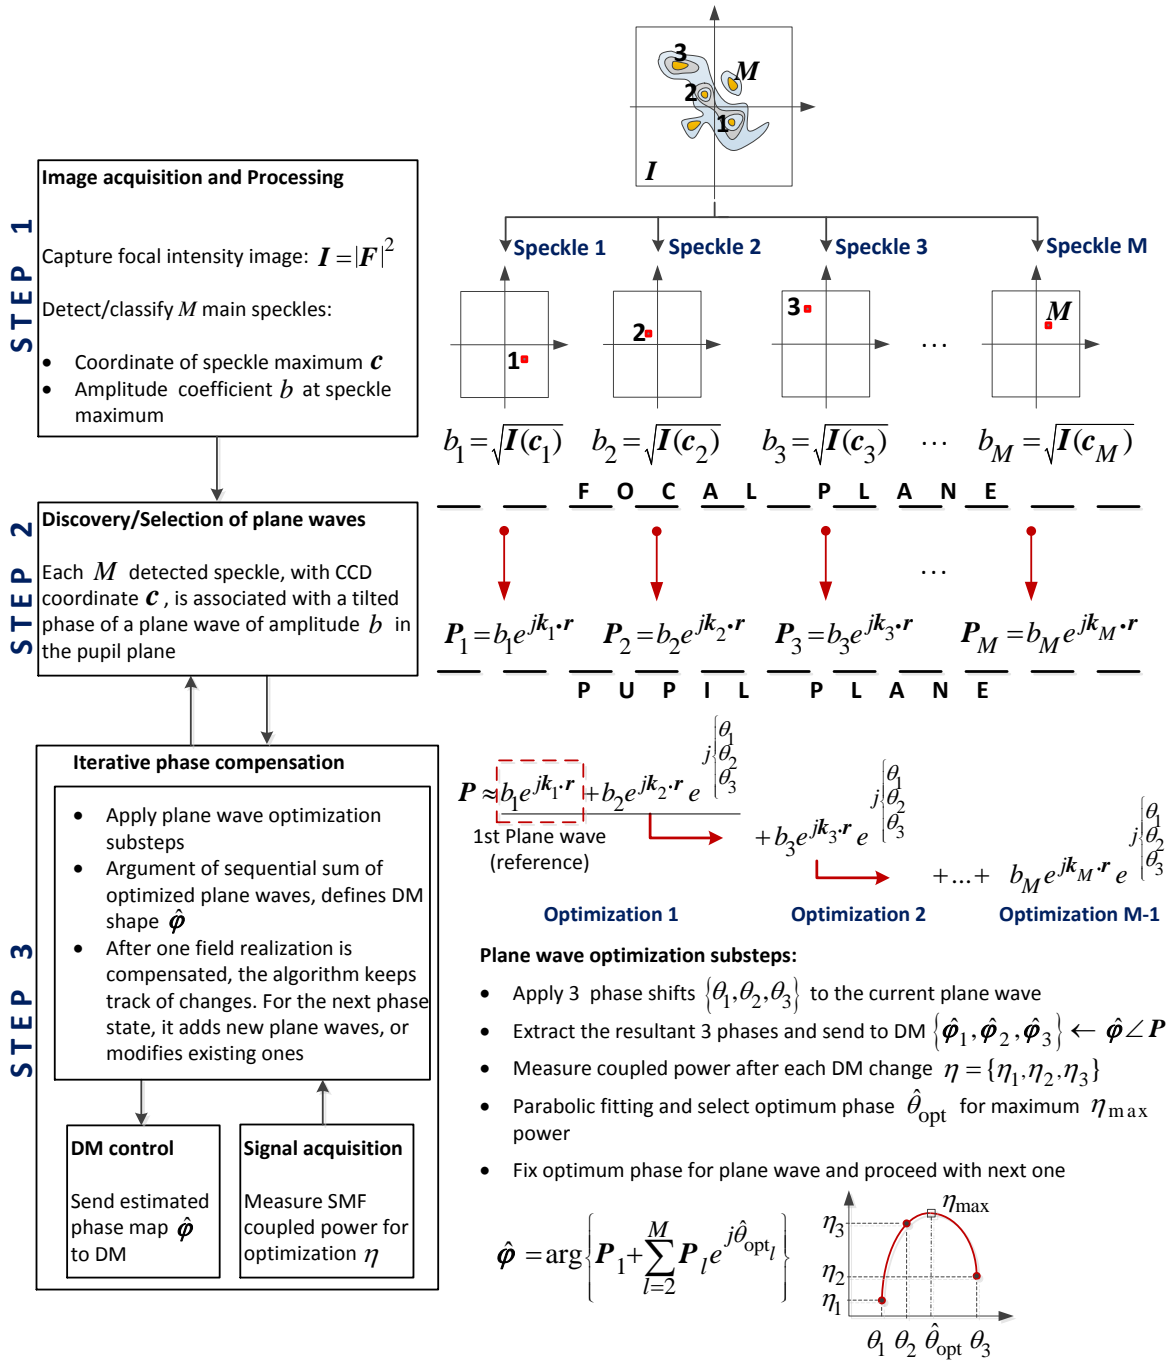 3
M
2
1
I
STEP 1
Image acquisition and Processing
Capture focal intensity image: I = |F|²
Detect/classify M main speckles:
• Coordinate of speckle maximum c
• Amplitude coefficient b at speckle
maximum
Speckle 1 Speckle 2 Speckle 3 Speckle M
1 2 3 ... M
b₁ = √I(c₁) b₂ = √I(c₂) b₃ = √I(c₃) ... b_M = √I(c_M)
FOCAL PLANE
STEP 2
Discovery/Selection of plane waves
Each M detected speckle, with CCD
coordinate c , is associated with a tilted
phase of a plane wave of amplitude b in
the pupil plane
...
P₁ = b₁e^{jk₁·r} P₂ = b₂e^{jk₂·r} P₃ = b₃e^{jk₃·r} P_M = b_M e^{jk_M·r}
PUPIL PLANE
STEP 3
Iterative phase compensation
• Apply plane wave optimization
substeps
• Argument of sequential sum of
optimized plane waves, defines DM
shape φ̂
• After one field realization is
compensated, the algorithm keeps
track of changes. For the next phase
state, it adds new plane waves, or
modifies existing ones
DM control
Send estimated
phase map φ̂
to DM
Signal acquisition
Measure SMF
coupled power for
optimization η
P ≈ b₁e^{jk₁·r} + b₂e^{jk₂·r} e^{j{θ₁ θ₂ θ₃}
1st Plane wave
(reference)
+ b₃e^{jk₃·r} e^{j{θ₁ θ₂ θ₃}
+...+ b_M e^{jk_M·r} e^{j{θ₁ θ₂ θ₃}
Optimization 1 Optimization 2 Optimization M-1
Plane wave optimization substeps:
• Apply 3 phase shifts {θ₁,θ₂,θ₃} to the current plane wave
• Extract the resultant 3 phases and send to DM {φ̂₁,φ̂₂,φ̂₃} ← φ̂∠P
• Measure coupled power after each DM change η = {η₁,η₂,η₃}
• Parabolic fitting and select optimum phase θ̂_opt for maximum η_max
power
• Fix optimum phase for plane wave and proceed with next one
φ̂ = arg{P₁ + ∑_{l=2}^{M} P_l e^{jθ̂_{opt_l}}}
η_max
η₃
η₂
η₁
θ₁ θ₂ θ̂_opt θ₃